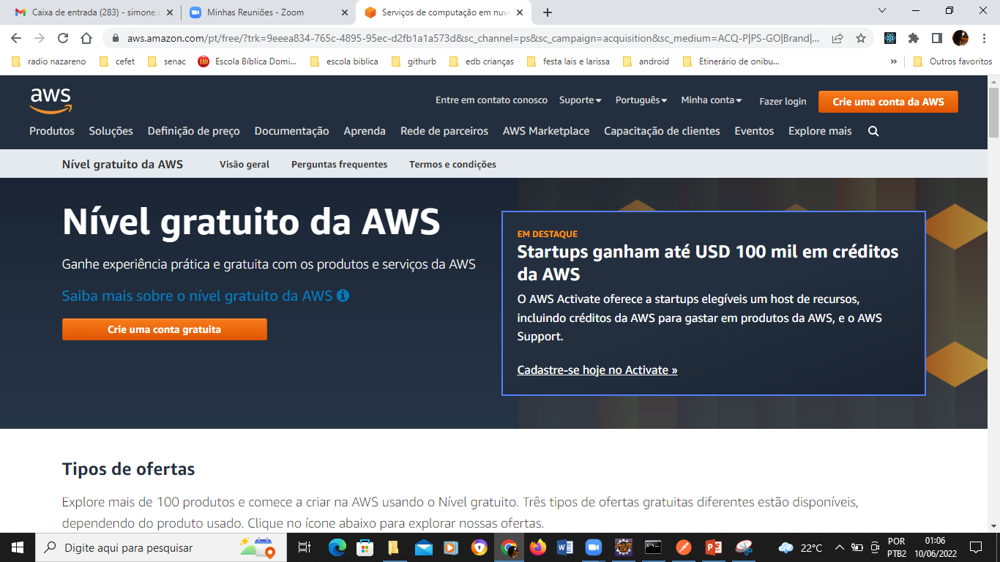 Caixa de entrada (283) - simone.s
Minhas Reuniões - Zoom
Serviços de computação em nuve
aws.amazon.com/pt/free/?trk=9eeea834-765c-4895-95ec-d2fb1a1a573d&sc_channel=ps&sc_campaign=acquisition&sc_medium=ACQ-P|PS-GO|Brand|...
radio nazareno
cefet
senac
Escola Bíblica Domi...
escola biblica
githurb
edb crianças
festa lais e larissa
android
Etinerário de onibu...
»
Outros favoritos
aws
Entre em contato conosco
Suporte
Português
Minha conta
Fazer login
Crie uma conta da AWS
Produtos
Soluções
Definição de preço
Documentação
Aprenda
Rede de parceiros
AWS Marketplace
Capacitação de clientes
Eventos
Explore mais
Nível gratuito da AWS
Visão geral
Perguntas frequentes
Termos e condições
Nível gratuito da AWS
Ganhe experiência prática e gratuita com os produtos e serviços da AWS
Saiba mais sobre o nível gratuito da AWS
Crie uma conta gratuita
EM DESTAQUE
Startups ganham até USD 100 mil em créditos
da AWS
O AWS Activate oferece a startups elegíveis um host de recursos,
incluindo créditos da AWS para gastar em produtos da AWS, e o AWS
Support.
Cadastre-se hoje no Activate »
Tipos de ofertas
Explore mais de 100 produtos e comece a criar na AWS usando o Nível gratuito. Três tipos de ofertas gratuitas diferentes estão disponíveis,
dependendo do produto usado. Clique no ícone abaixo para explorar nossas ofertas.
Digite aqui para pesquisar
22°C
POR
PTB2
01:06
10/06/2022